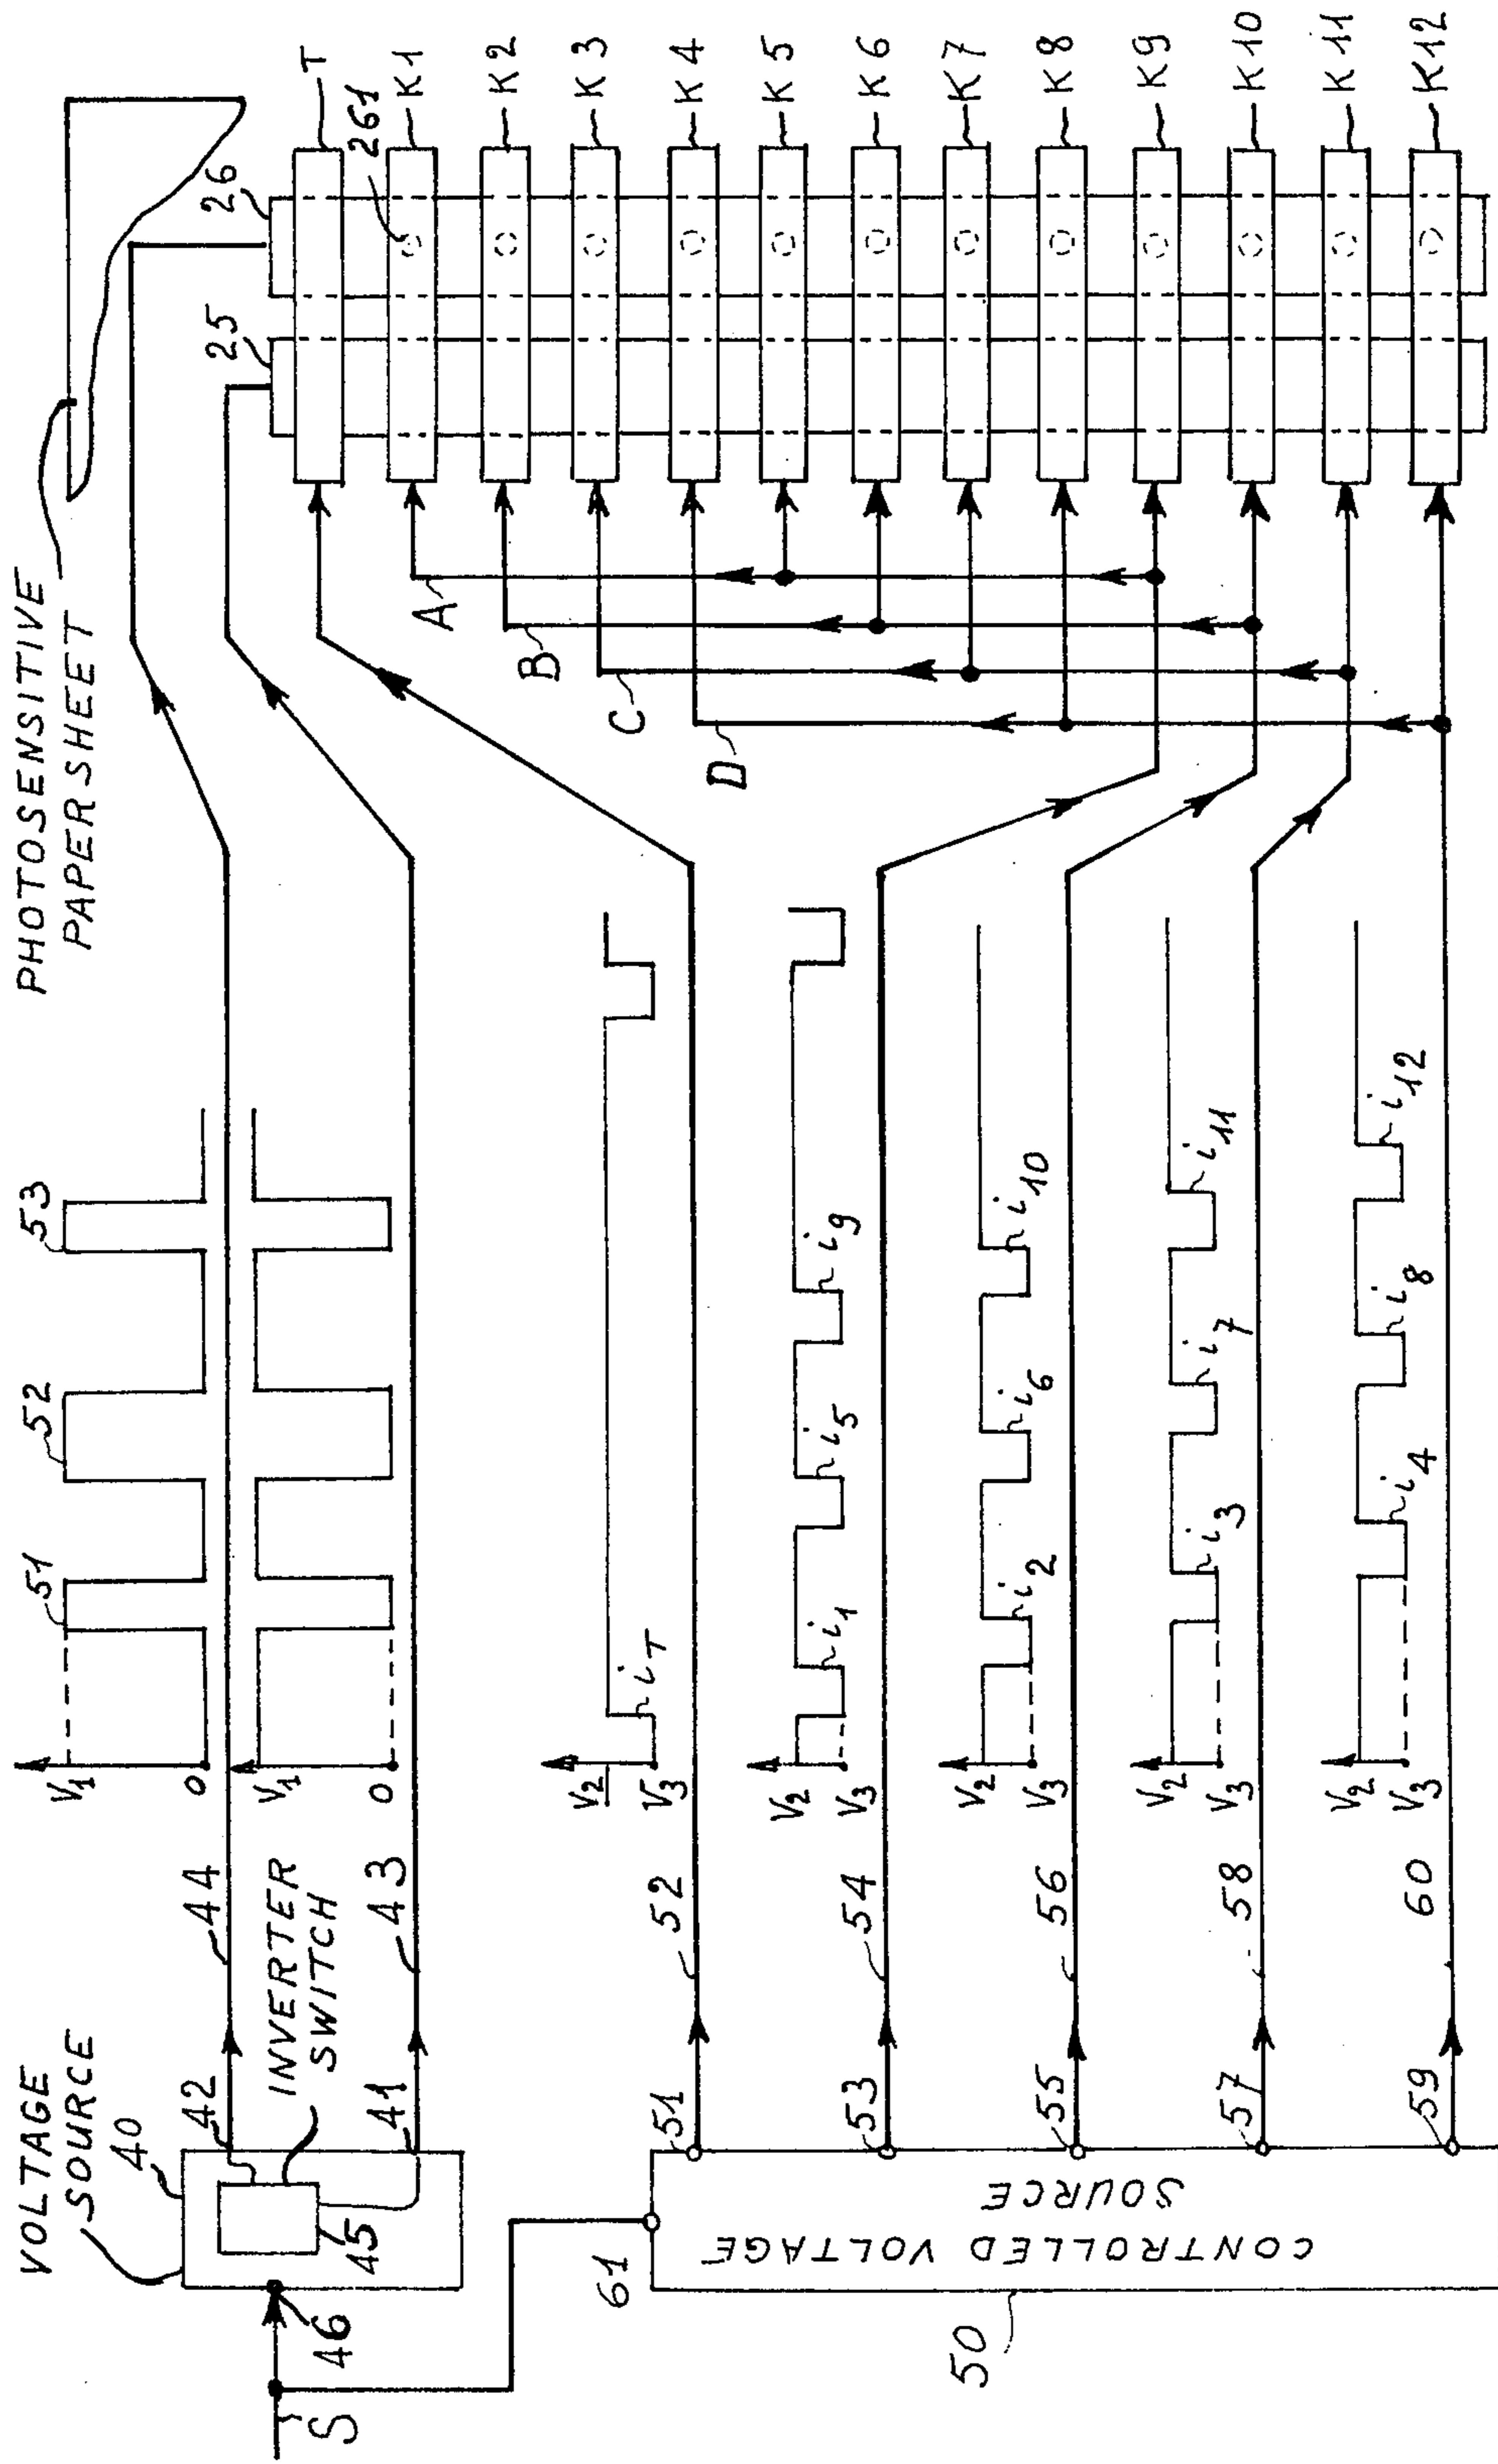 PHOTOSENSITIVE
PAPER SHEET
VOLTAGE
SOURCE
40
42
44
INVERTER
SWITCH
41
43
45
46
S
V1
0
V1
0
51
52
53
25
26
261
T
K1
K2
K3
K4
K5
K6
K7
K8
K9
K10
K11
K12
A
B
C
D
V2
V3
iT
V2
V3
i1
i5
i9
V2
V3
i2
i6
i10
V2
V3
i3
i7
i11
V2
V3
i4
i8
i12
51
52
53
54
55
56
57
58
59
60
61
50
CONTROLLED VOLTAGE
SOURCE